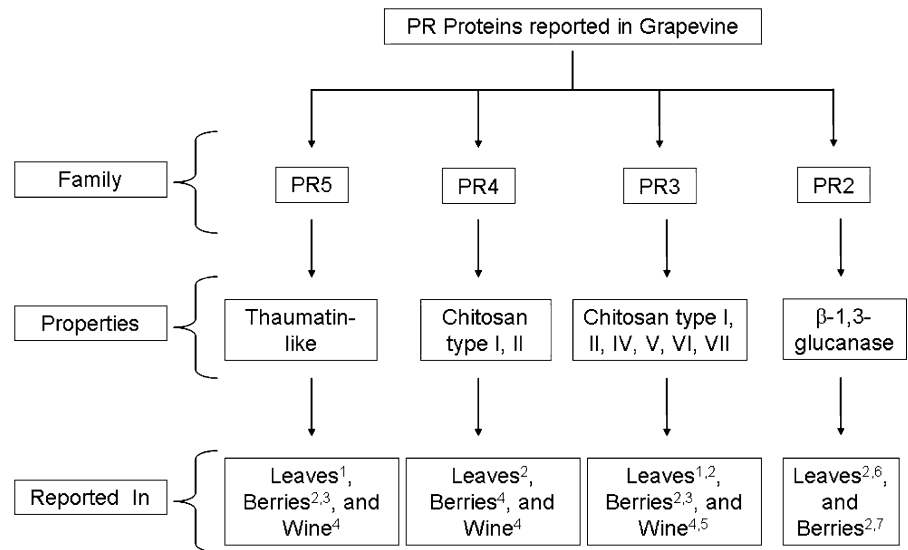 PR Proteins reported in Grapevine
Family
PR5
PR4
PR3
PR2
Properties
Thaumatin-
like
Chitosan
type I, II
Chitosan type I,
II, IV, V, VI, VII
β-1,3-
glucanase
Reported In
Leaves¹,
Berries²,³, and
Wine⁴
Leaves²,
Berries⁴, and
Wine⁴
Leaves¹,²,
Berries²,³, and
Wine⁴,⁵
Leaves²,⁶,
and
Berries²,⁷